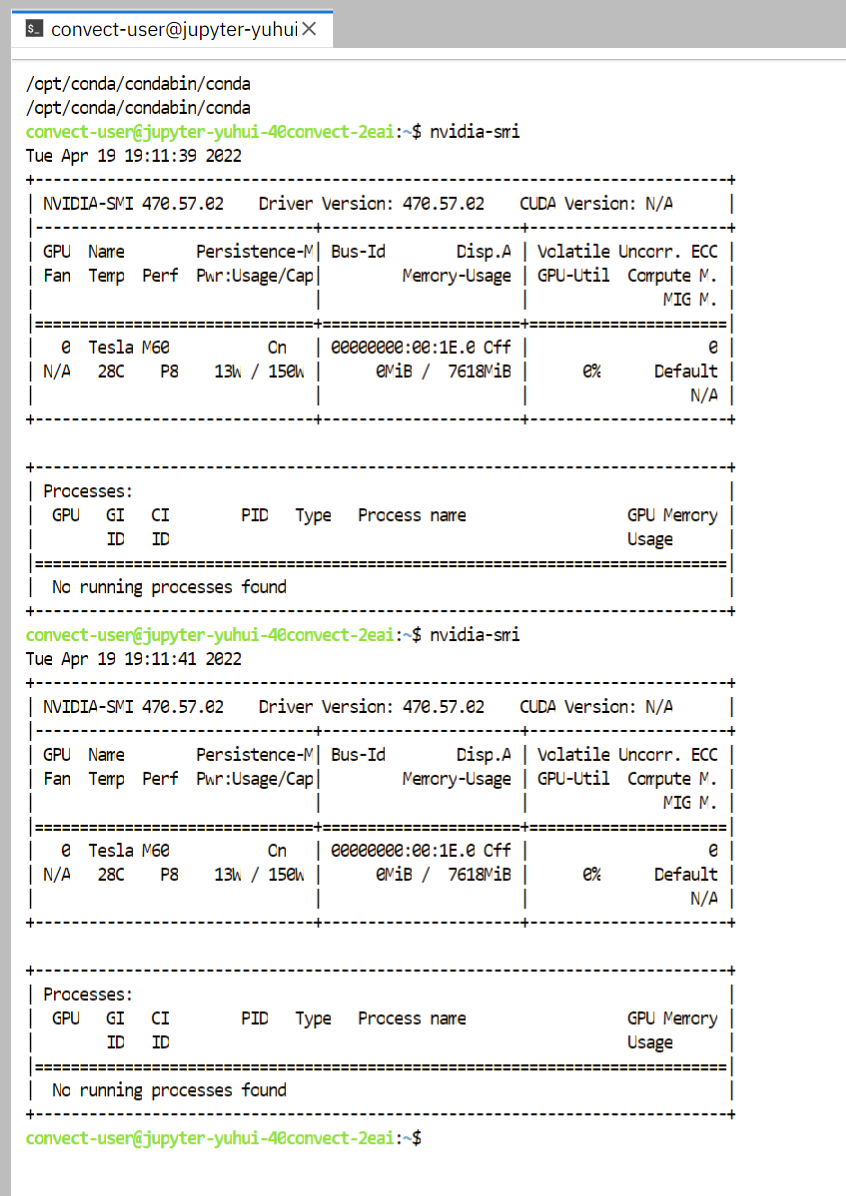 convect-user@jupyter-yuhui
/opt/conda/condabin/conda
/opt/conda/condabin/conda
convect-user@jupyter-yuhui-40convect-2eai:~$ nvidia-smi
Tue Apr 19 19:11:39 2022
+-----------------------------------------------------------------------------+
| NVIDIA-SMI 470.57.02    Driver Version: 470.57.02    CUDA Version: N/A      |
|-------------------------------+----------------------+----------------------+
| GPU  Name        Persistence-M| Bus-Id        Disp.A | Volatile Uncorr. ECC |
| Fan  Temp  Perf  Pwr:Usage/Cap|         Memory-Usage | GPU-Util  Compute M. |
|                               |                      |               MIG M. |
|===============================+======================+======================|
|   0  Tesla M60           On   | 00000000:00:1E.0 Off |                    0 |
| N/A   28C    P8    13W / 150W |      0MiB /  7618MiB |      0%      Default |
|                               |                      |                  N/A |
+-------------------------------+----------------------+----------------------+

+-----------------------------------------------------------------------------+
| Processes:                                                                  |
|  GPU   GI   CI        PID   Type   Process name                  GPU Memory |
|        ID   ID                                                   Usage      |
|=============================================================================|
|  No running processes found                                                 |
+-----------------------------------------------------------------------------+
convect-user@jupyter-yuhui-40convect-2eai:~$ nvidia-smi
Tue Apr 19 19:11:41 2022
+-----------------------------------------------------------------------------+
| NVIDIA-SMI 470.57.02    Driver Version: 470.57.02    CUDA Version: N/A      |
|-------------------------------+----------------------+----------------------+
| GPU  Name        Persistence-M| Bus-Id        Disp.A | Volatile Uncorr. ECC |
| Fan  Temp  Perf  Pwr:Usage/Cap|         Memory-Usage | GPU-Util  Compute M. |
|                               |                      |               MIG M. |
|===============================+======================+======================|
|   0  Tesla M60           On   | 00000000:00:1E.0 Off |                    0 |
| N/A   28C    P8    13W / 150W |      0MiB /  7618MiB |      0%      Default |
|                               |                      |                  N/A |
+-------------------------------+----------------------+----------------------+

+-----------------------------------------------------------------------------+
| Processes:                                                                  |
|  GPU   GI   CI        PID   Type   Process name                  GPU Memory |
|        ID   ID                                                   Usage      |
|=============================================================================|
|  No running processes found                                                 |
+-----------------------------------------------------------------------------+
convect-user@jupyter-yuhui-40convect-2eai:~$